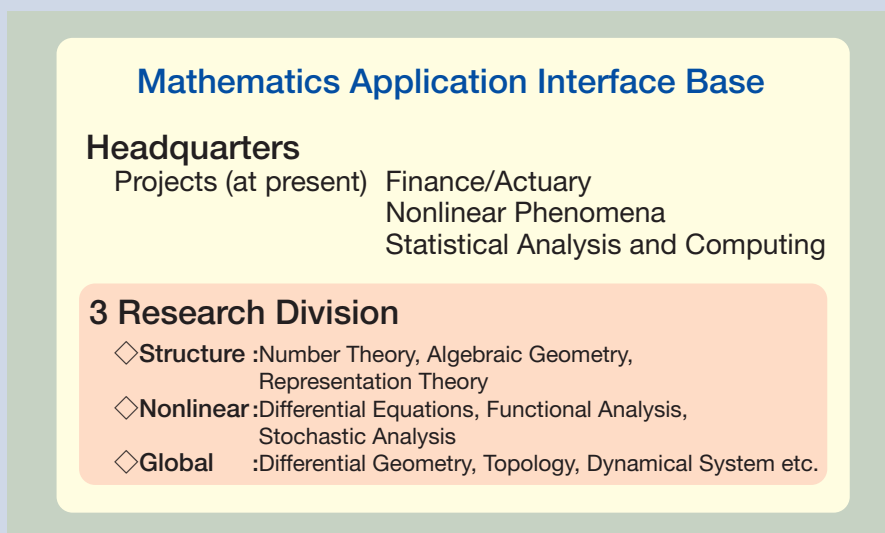 Mathematics Application Interface Base
Headquarters
Projects (at present) Finance/Actuary
Nonlinear Phenomena
Statistical Analysis and Computing
3 Research Division
◇Structure :Number Theory, Algebraic Geometry,
Representation Theory
◇Nonlinear :Differential Equations, Functional Analysis,
Stochastic Analysis
◇Global :Differential Geometry, Topology, Dynamical System etc.